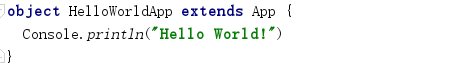 object HelloWorldApp extends App {
  Console.println("Hello World!")
}